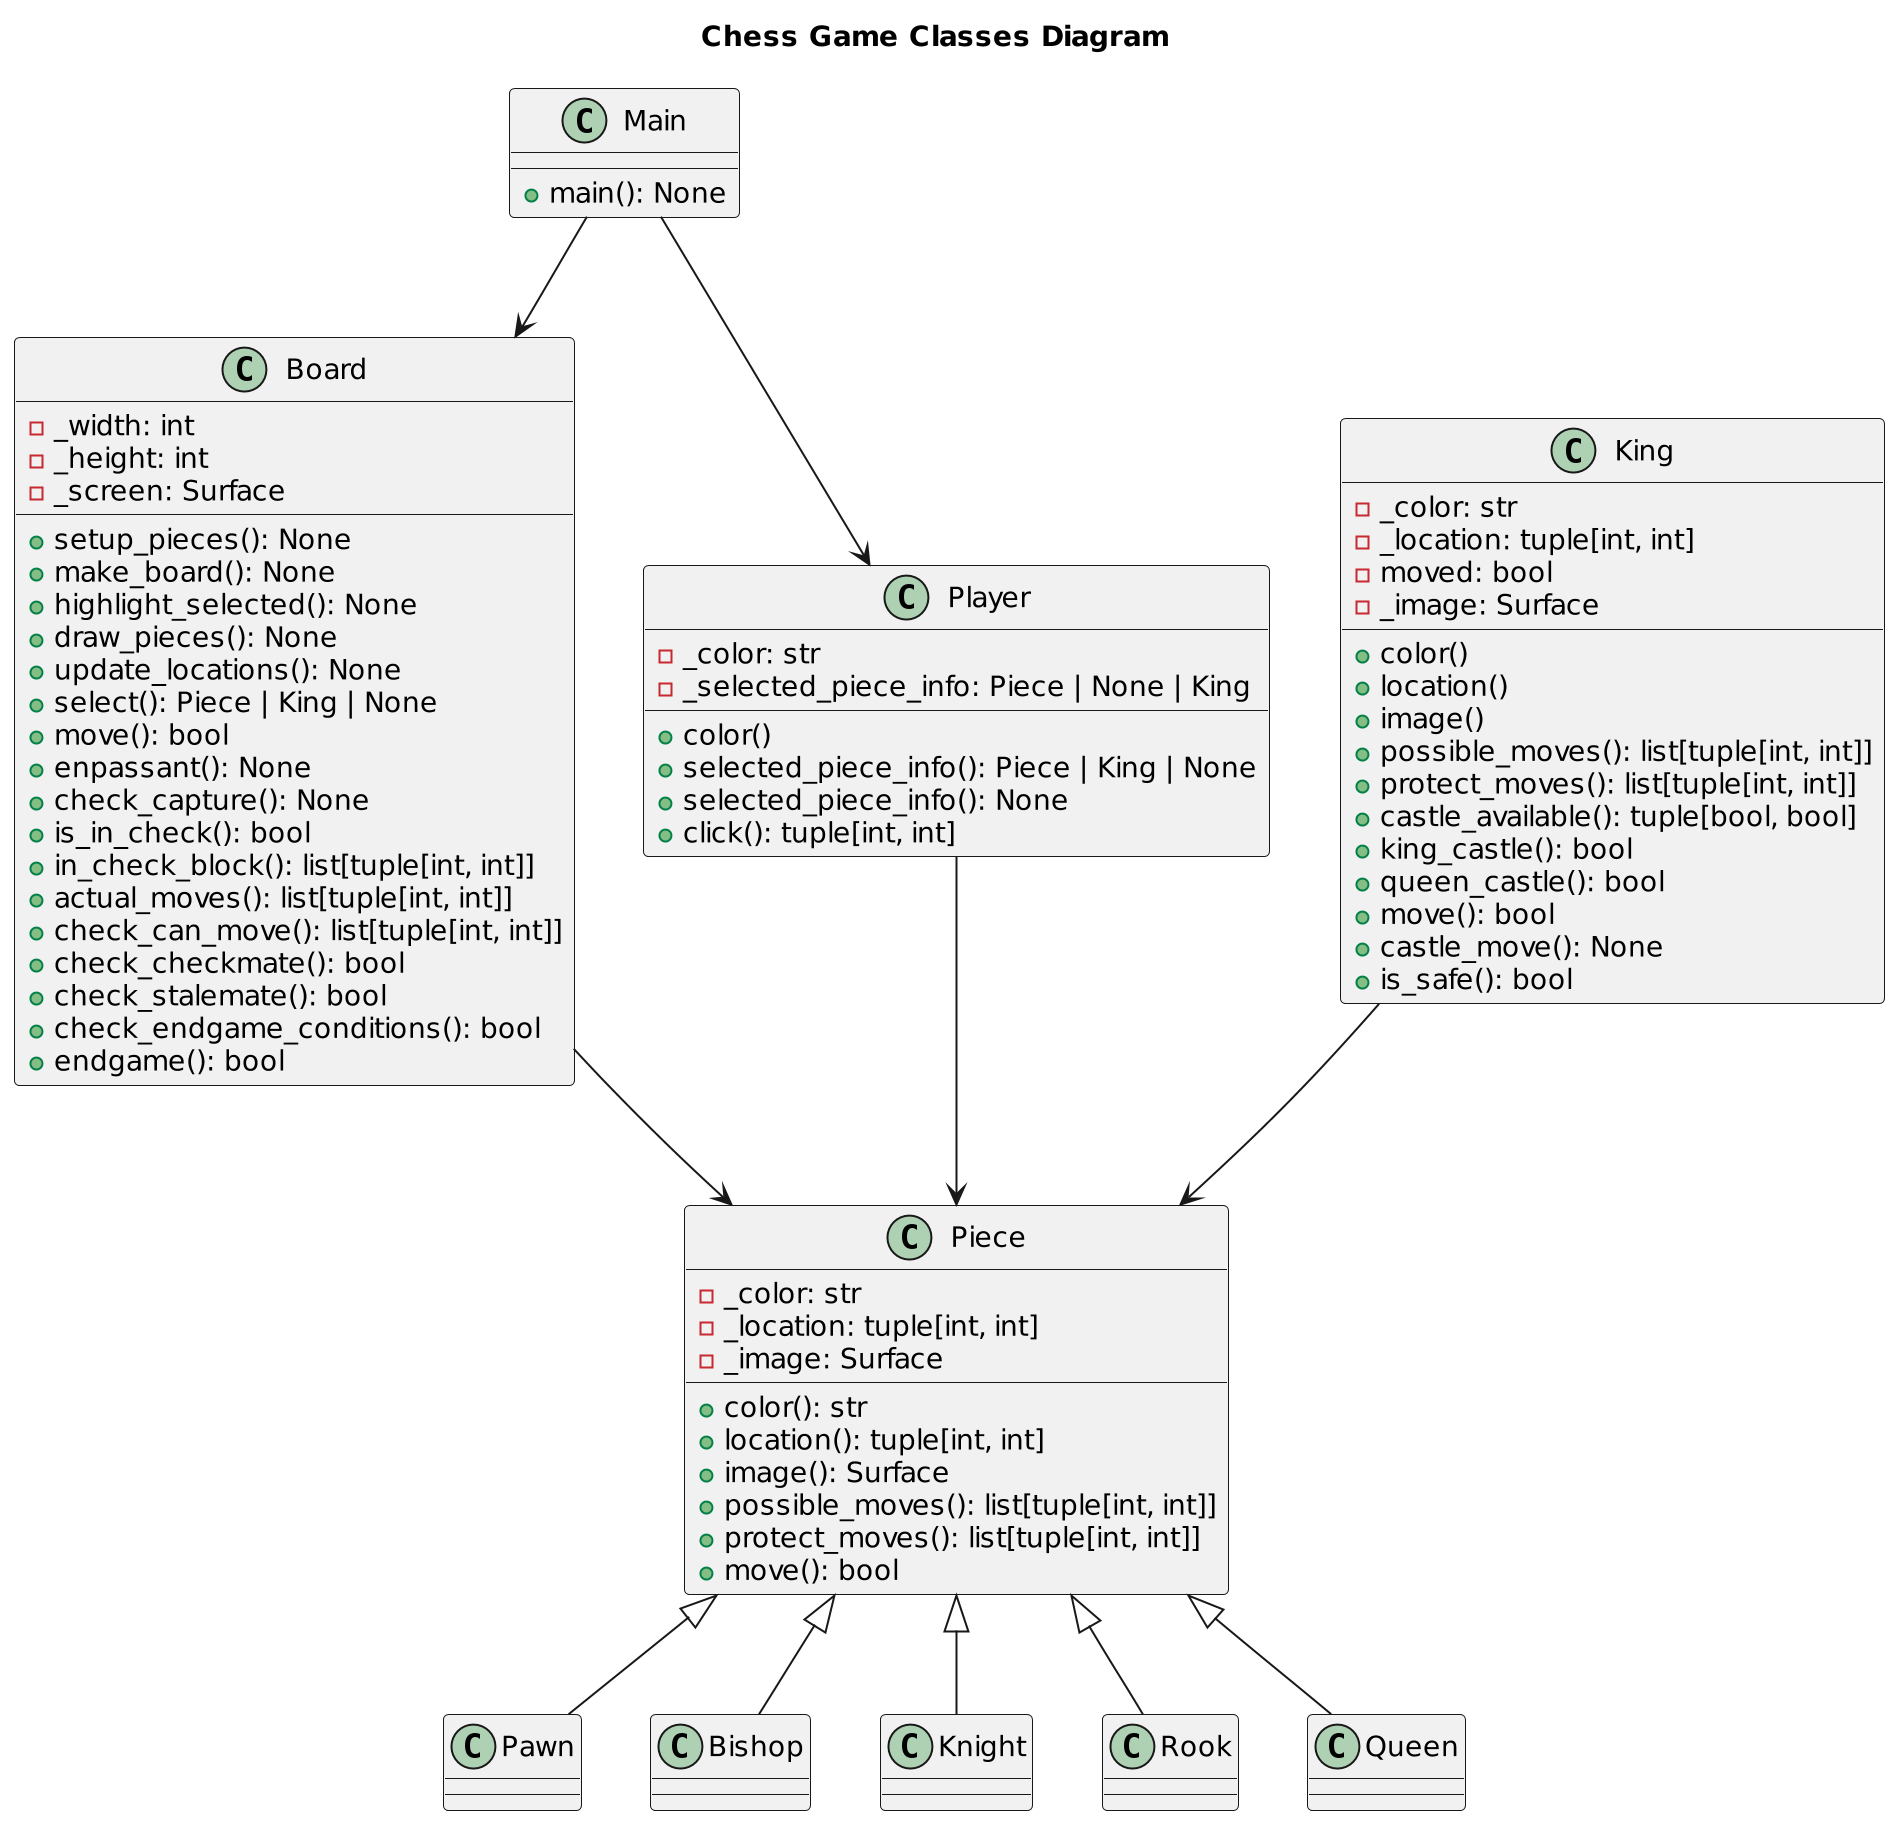 Chess Game Classes Diagram
C Main
main(): None
C Board
_width: int
_height: int
_screen: Surface
setup_pieces(): None
make_board(): None
highlight_selected(): None
draw_pieces(): None
update_locations(): None
select(): Piece | King | None
move(): bool
enpassant(): None
check_capture(): None
is_in_check(): bool
in_check_block(): list[tuple[int, int]]
actual_moves(): list[tuple[int, int]]
check_can_move(): list[tuple[int, int]]
check_checkmate(): bool
check_stalemate(): bool
check_endgame_conditions(): bool
endgame(): bool
C Player
_color: str
_selected_piece_info: Piece | None | King
color()
selected_piece_info(): Piece | King | None
selected_piece_info(): None
click(): tuple[int, int]
C King
_color: str
_location: tuple[int, int]
moved: bool
_image: Surface
color()
location()
image()
possible_moves(): list[tuple[int, int]]
protect_moves(): list[tuple[int, int]]
castle_available(): tuple[bool, bool]
king_castle(): bool
queen_castle(): bool
move(): bool
castle_move(): None
is_safe(): bool
C Piece
_color: str
_location: tuple[int, int]
_image: Surface
color(): str
location(): tuple[int, int]
image(): Surface
possible_moves(): list[tuple[int, int]]
protect_moves(): list[tuple[int, int]]
move(): bool
C Pawn
C Bishop
C Knight
C Rook
C Queen